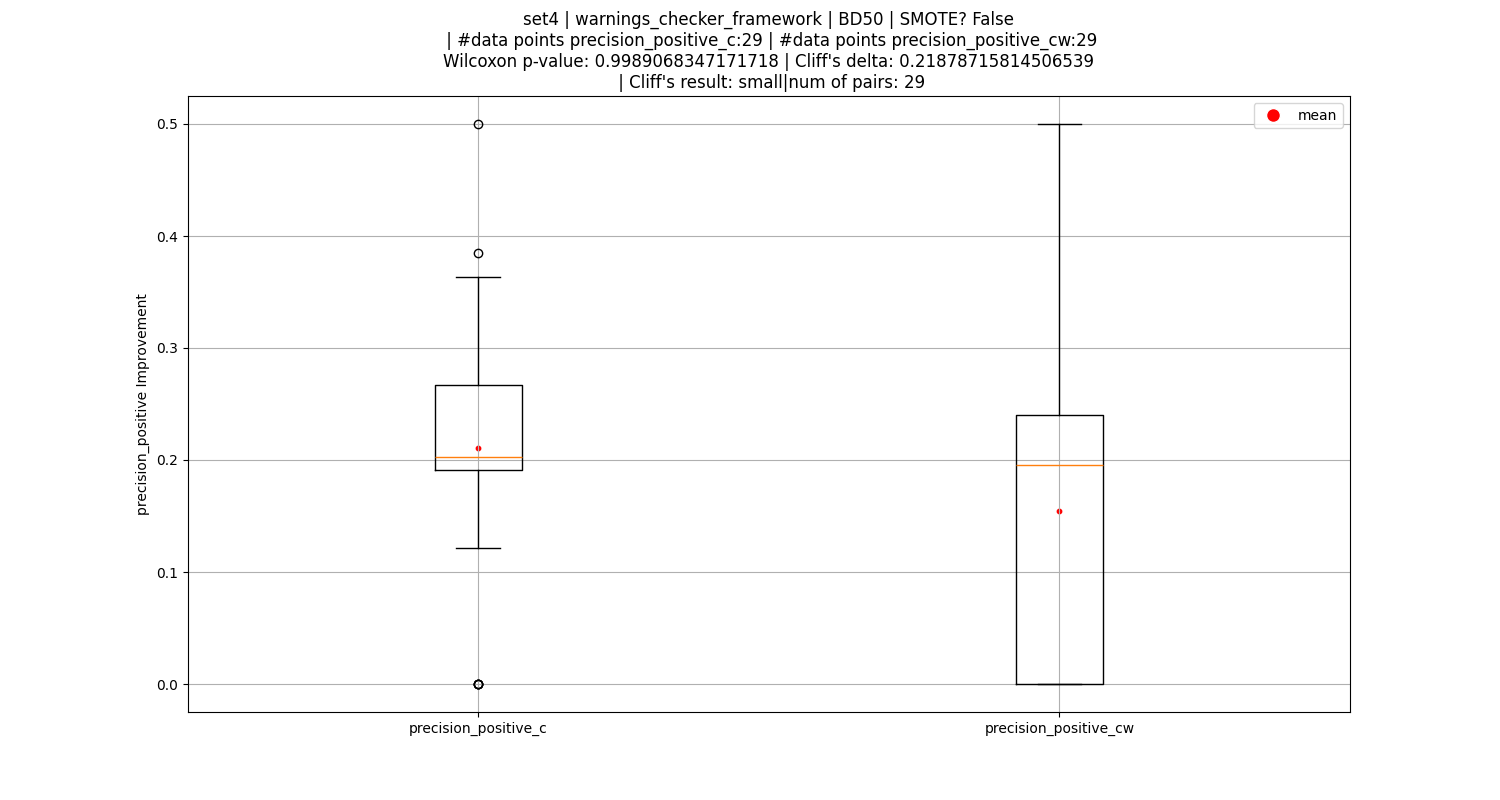 set4 | warnings_checker_framework | BD50 | SMOTE? False
| #data points precision_positive_c:29 | #data points precision_positive_cw:29
Wilcoxon p-value: 0.9989068347171718 | Cliff's delta: 0.21878715814506539
| Cliff's result: small|num of pairs: 29
mean
0.5
0.4
0.3
0.2
0.1
0.0
precision_positive Improvement
precision_positive_c
precision_positive_cw